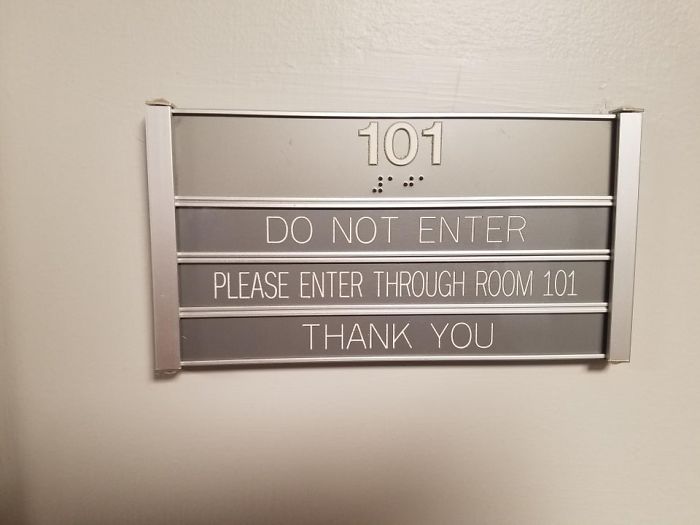 101
DO NOT ENTER
PLEASE ENTER THROUGH ROOM 101
THANK YOU